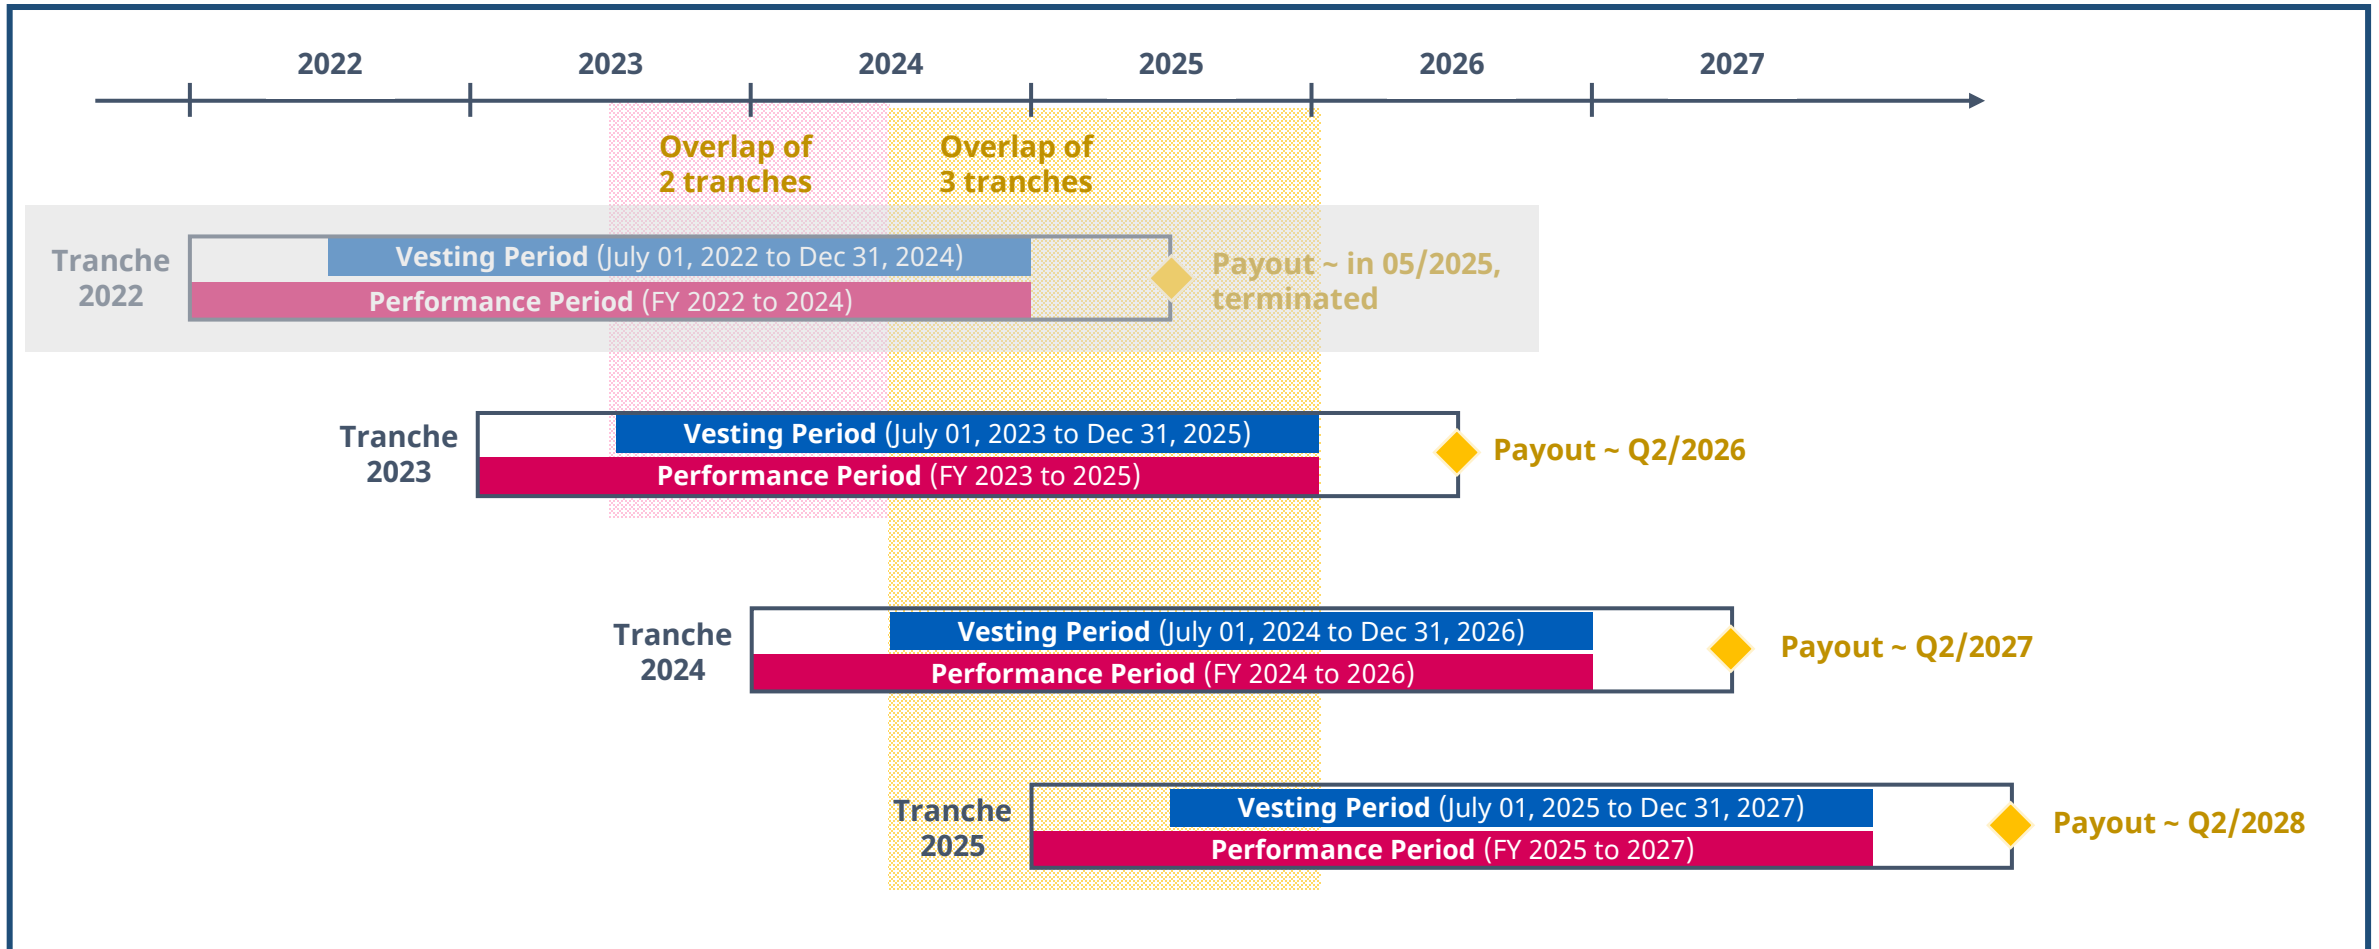 2022 2023 2024 2025 2026 2027
Overlap of
2 tranches
Overlap of
3 tranches
Tranche
2022
Vesting Period (July 01, 2022 to Dec 31, 2024)
Performance Period (FY 2022 to 2024)
Payout ~ in 05/2025,
terminated
Tranche
2023
Vesting Period (July 01, 2023 to Dec 31, 2025)
Performance Period (FY 2023 to 2025)
Payout ~ Q2/2026
Tranche
2024
Vesting Period (July 01, 2024 to Dec 31, 2026)
Performance Period (FY 2024 to 2026)
Payout ~ Q2/2027
Tranche
2025
Vesting Period (July 01, 2025 to Dec 31, 2027)
Performance Period (FY 2025 to 2027)
Payout ~ Q2/2028